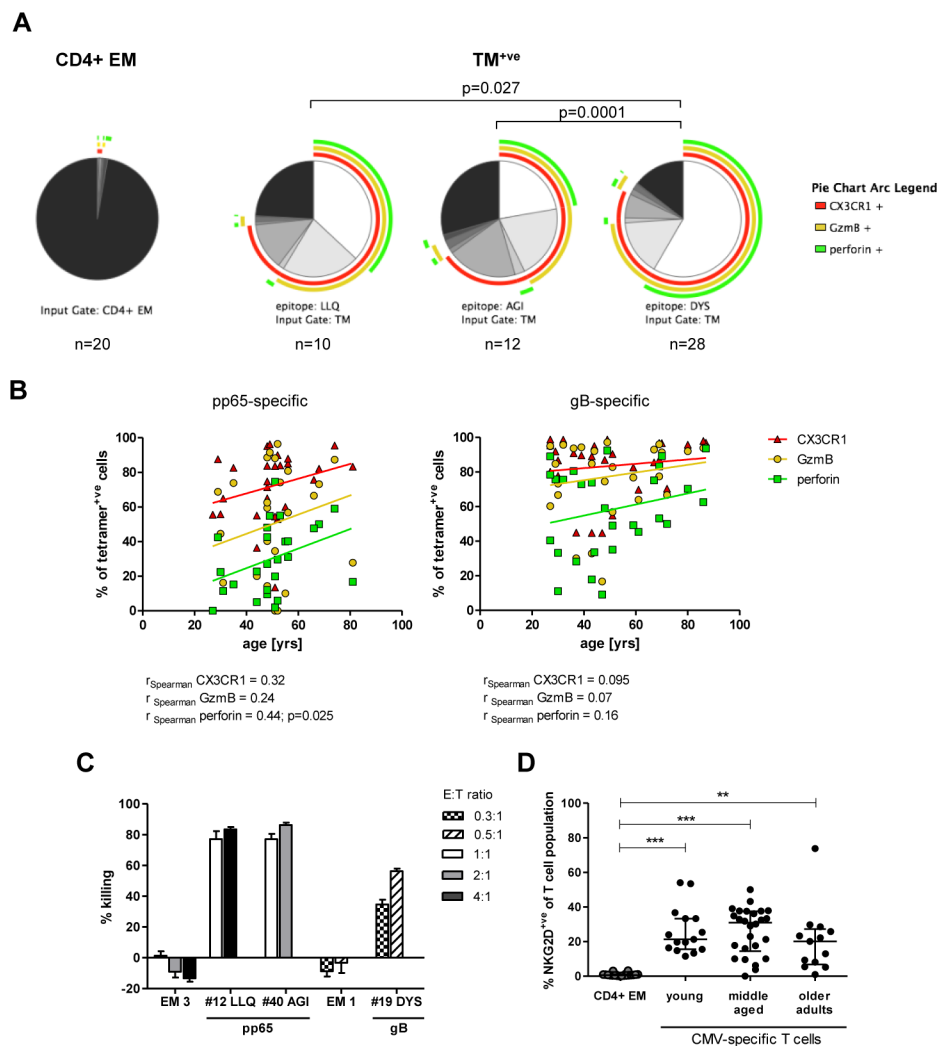 A
CD4+ EM
TM+ve
p=0.027
p=0.0001
Pie Chart Arc Legend
CX3CR1 +
GzmB +
perforin +
Input Gate: CD4+ EM
epitope: LLQ
Input Gate: TM
epitope: AGI
Input Gate: TM
epitope: DYS
Input Gate: TM
n=20
n=10
n=12
n=28
B
pp65-specific
gB-specific
% of tetramer+ve cells
100
80
60
40
20
0
0 20 40 60 80 100
age [yrs]
% of tetramer+ve cells
100
80
60
40
20
0
0 20 40 60 80 100
age [yrs]
CX3CR1
GzmB
perforin
rSpearman CX3CR1 = 0.32
r Spearman GzmB = 0.24
r Spearman perforin = 0.44; p=0.025
rSpearman CX3CR1 = 0.095
r Spearman GzmB = 0.07
r Spearman perforin = 0.16
C
% killing
100
80
60
40
20
0
-20
EM 3 #12 LLQ #40 AGI EM 1 #19 DYS
pp65 gB
E:T ratio
0.3:1
0.5:1
1:1
2:1
4:1
D
% NKG2D+ve of T cell population
100
80
60
40
20
0
**
***
***
CD4+ EM young middle aged older adults
CMV-specific T cells